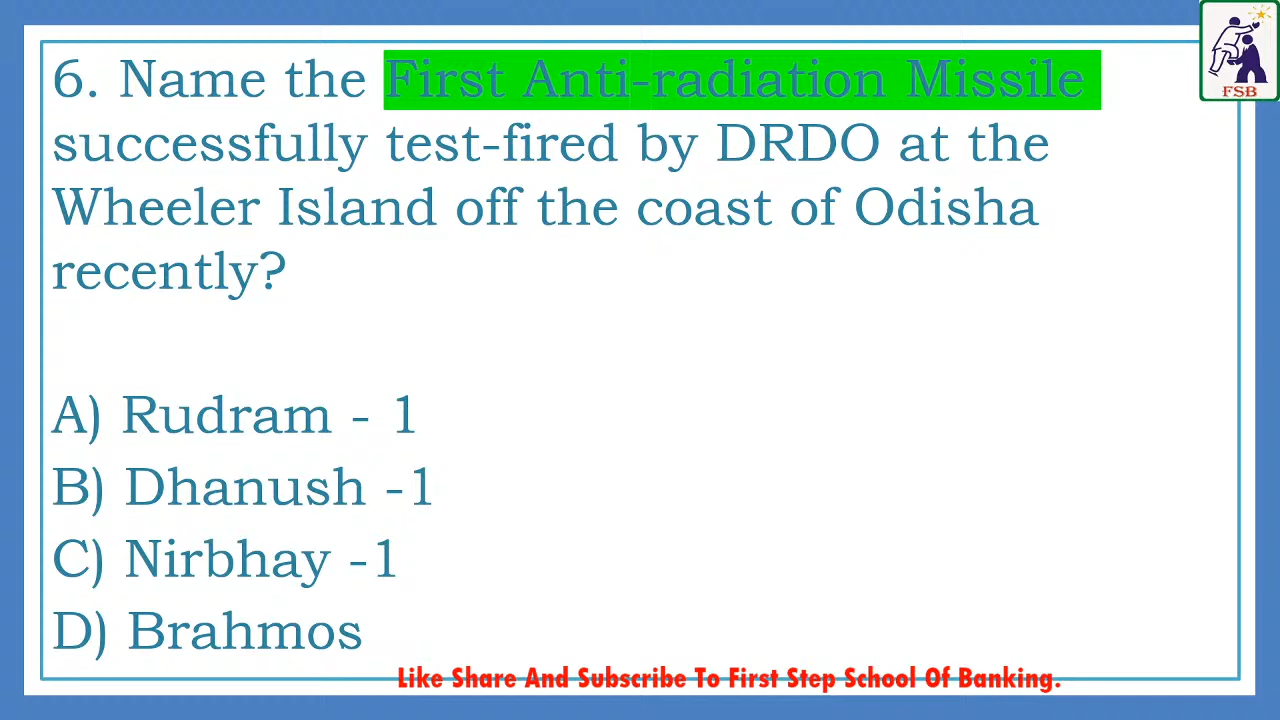 FSB
6. Name the First Anti-radiation Missile
successfully test-fired by DRDO at the
Wheeler Island off the coast of Odisha
recently?
A) Rudram - 1
B) Dhanush -1
C) Nirbhay -1
D) Brahmos
Like Share And Subscribe To First Step School Of Banking.